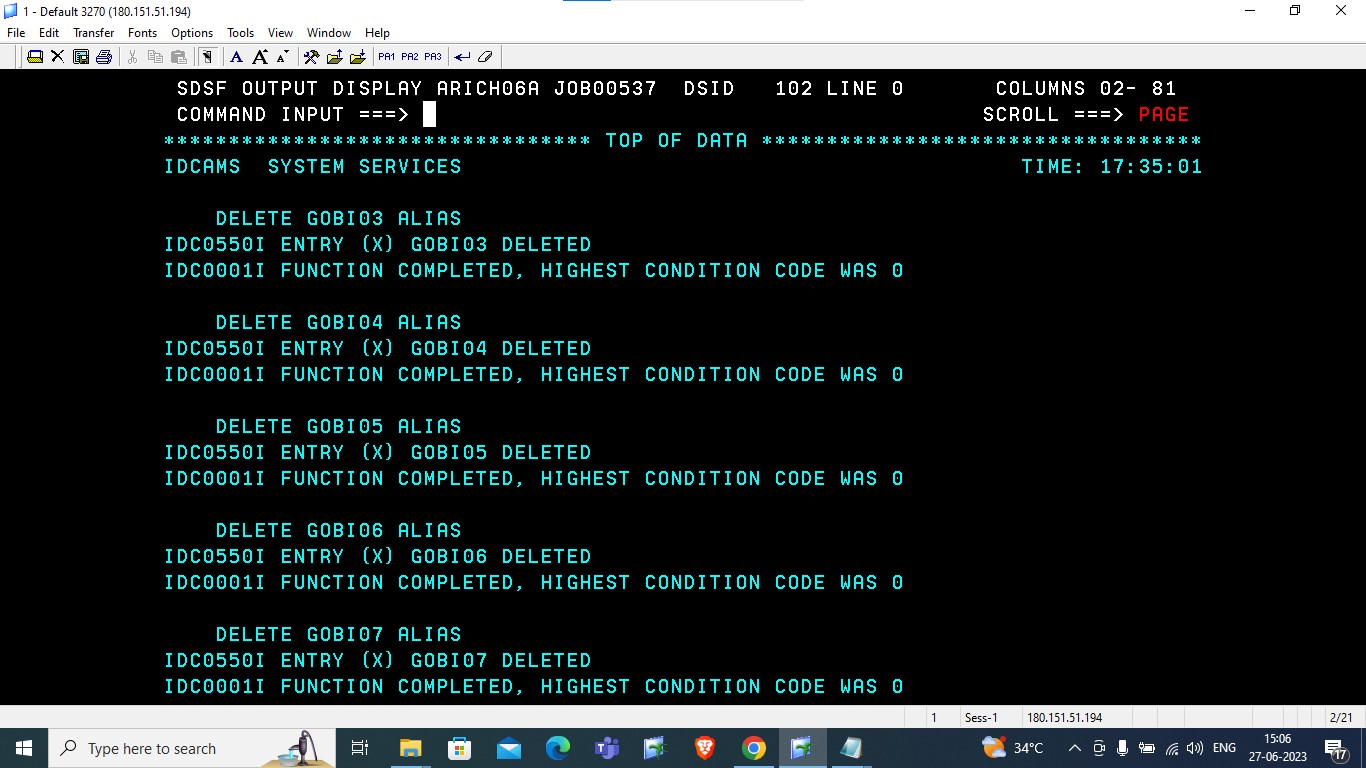 1 - Default 3270 (180.151.51.194)
File Edit Transfer Fonts Options Tools View Window Help
PA1 PA2 PA3
SDSF OUTPUT DISPLAY ARICHO6A JOB00537 DSID 102 LINE 0 COLUMNS 02- 81
COMMAND INPUT ===> SCROLL ===> PAGE
********************************* TOP OF DATA **********************************
IDCAMS SYSTEM SERVICES TIME: 17:35:01
DELETE GOBI03 ALIAS
IDC0550I ENTRY (X) GOBI03 DELETED
IDC0001I FUNCTION COMPLETED, HIGHEST CONDITION CODE WAS 0
DELETE GOBI04 ALIAS
IDC0550I ENTRY (X) GOBI04 DELETED
IDC0001I FUNCTION COMPLETED, HIGHEST CONDITION CODE WAS 0
DELETE GOBI05 ALIAS
IDC0550I ENTRY (X) GOBI05 DELETED
IDC0001I FUNCTION COMPLETED, HIGHEST CONDITION CODE WAS 0
DELETE GOBI06 ALIAS
IDC0550I ENTRY (X) GOBI06 DELETED
IDC0001I FUNCTION COMPLETED, HIGHEST CONDITION CODE WAS 0
DELETE GOBI07 ALIAS
IDC0550I ENTRY (X) GOBI07 DELETED
IDC0001I FUNCTION COMPLETED, HIGHEST CONDITION CODE WAS 0
1 Sess-1 180.151.51.194 2/21
Type here to search
34°C ENG
15:06
27-06-2023
17